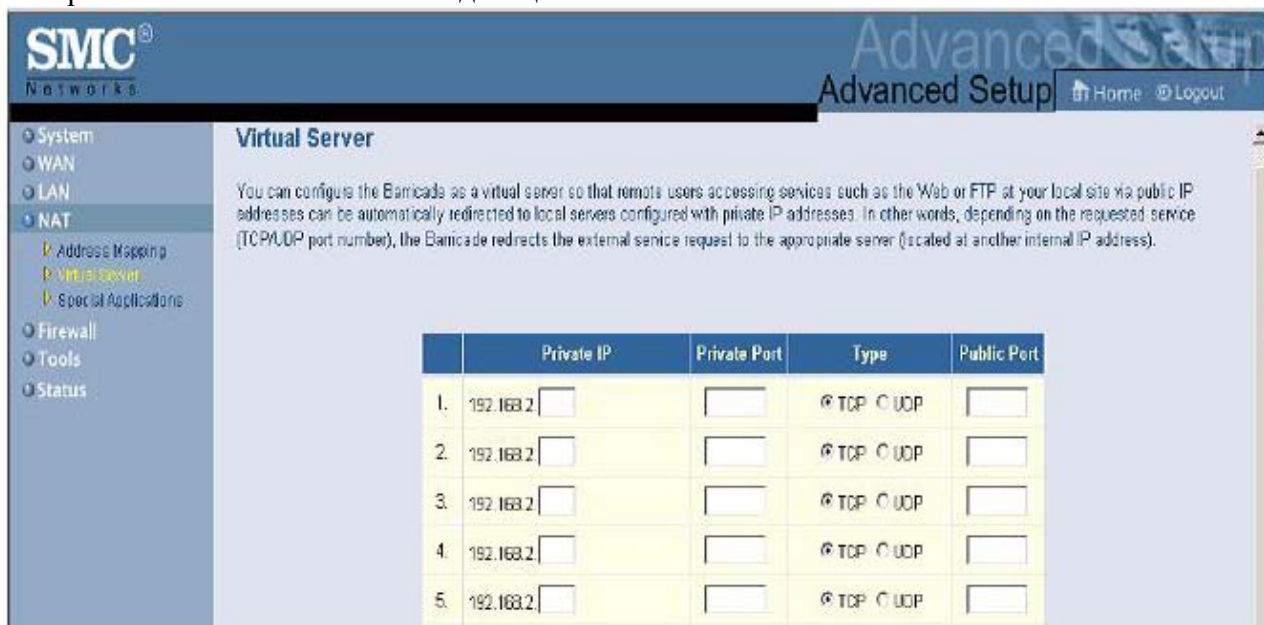 SMC®
Networks
Advanced Setup
Advanced Setup
Home
Logout
System
WAN
LAN
NAT
Address Mapping
Virtual Server
Special Applications
Firewall
Tools
Status
Virtual Server
You can configure the Barricade as a virtual server so that remote users accessing services such as the Web or FTP at your local site via public IP
addresses can be automatically redirected to local servers configured with private IP addresses. In other words, depending on the requested service
(TCP/UDP port number), the Barricade redirects the external service request to the appropriate server (located at another internal IP address).
Private IP Private Port Type Public Port
1. 192.168.2. TCP UDP
2. 192.168.2. TCP UDP
3. 192.168.2. TCP UDP
4. 192.168.2. TCP UDP
5. 192.168.2. TCP UDP